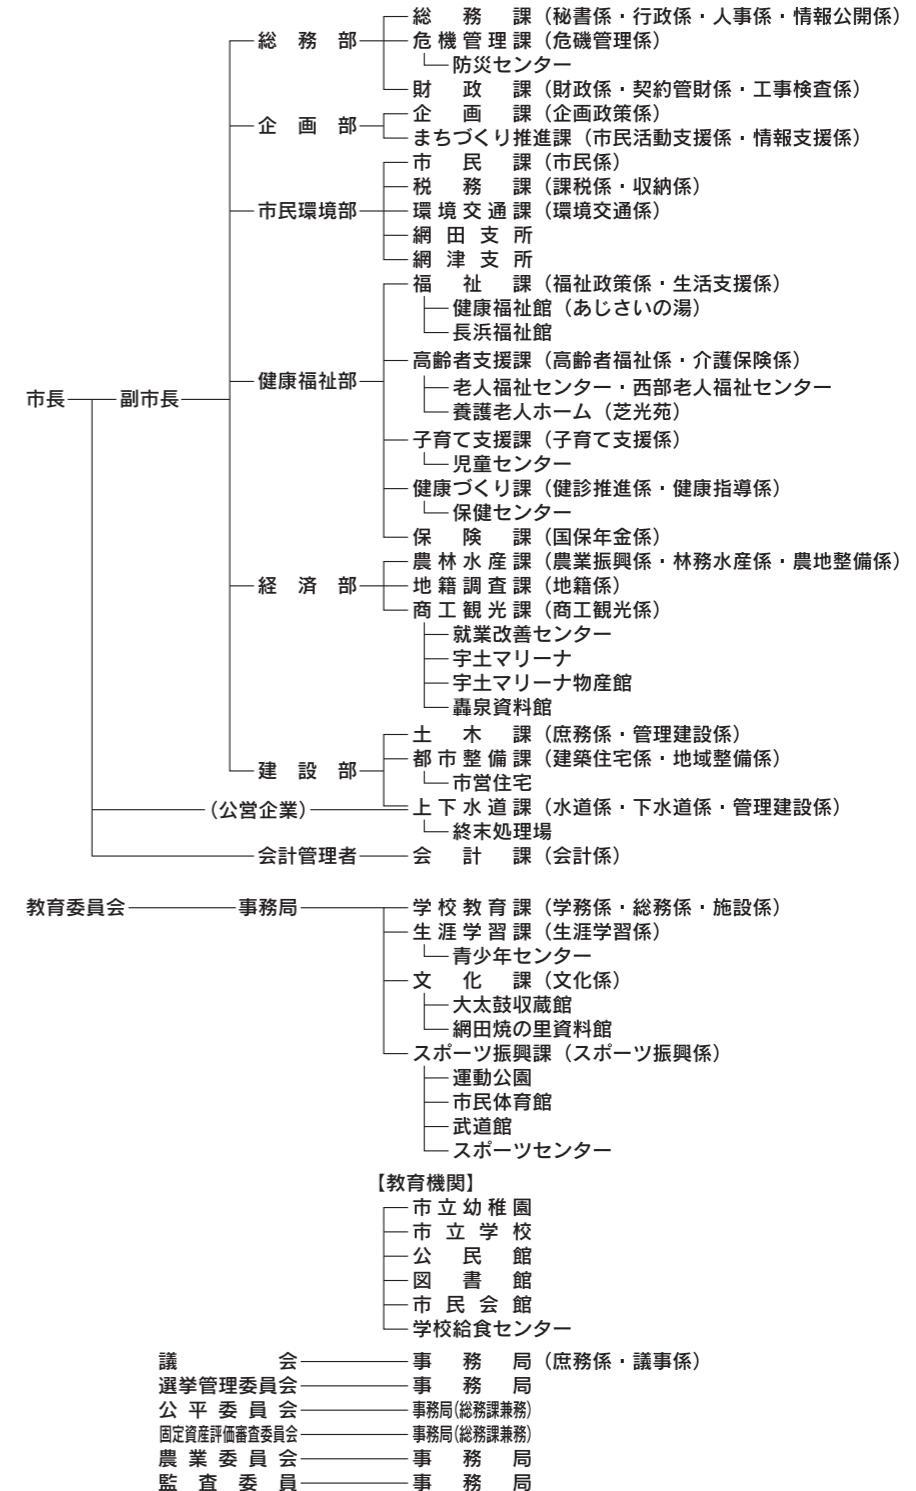 総務課（秘書係・行政係・人事係・情報公開係）
総務部 危機管理課（危機管理係）
防災センター
財政課（財政係・契約管財係・工事検査係）
企画部 企画課（企画政策係）
まちづくり推進課（市民活動支援係・情報支援係）
市民課（市民係）
税務課（課税係・収納係）
市民環境部 環境交通課（環境交通係）
網田支所
網津支所
福祉課（福祉政策係・生活支援係）
健康福祉館（あじさいの湯）
長浜福祉館
高齢者支援課（高齢者福祉係・介護保険係）
健康福祉部
老人福祉センター・西部老人福祉センター
市長 副市長
養護老人ホーム（芝光苑）
子育て支援課（子育て支援係）
児童センター
健康づくり課（健診推進係・健康指導係）
保健センター
保険課（国保年金係）
農林水産課（農業振興係・林務水産係・農地整備係）
経済部 地籍調査課（地籍係）
商工観光課（商工観光係）
就業改善センター
宇土マリーナ
宇土マリーナ物産館
轟泉資料館
土木課（庶務係・管理建設係）
都市整備課（建築住宅係・地域整備係）
建設部
市営住宅
（公営企業） 上下水道課（水道係・下水道係・管理建設係）
終末処理場
会計管理者 会計課（会計係）
教育委員会 事務局 学校教育課（学務係・総務係・施設係）
生涯学習課（生涯学習係）
青少年センター
文化課（文化係）
大太鼓収蔵館
網田焼の里資料館
スポーツ振興課（スポーツ振興係）
運動公園
市民体育館
武道館
スポーツセンター
【教育機関】
市立幼稚園
市立学校
公民館
図書館
市民会館
学校給食センター
議会 事務局（庶務係・議事係）
選挙管理委員会 事務局
公平委員会 事務局（総務課兼務）
固定資産評価審査委員会 事務局（総務課兼務）
農業委員会 事務局
監査委員 事務局